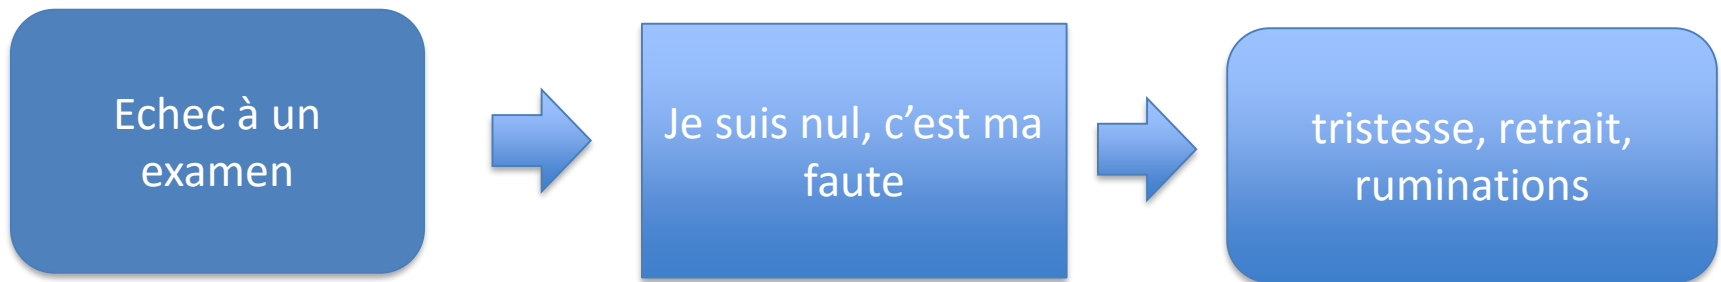 Echec à un
examen
Je suis nul, c’est ma
faute
tristesse, retrait,
ruminations